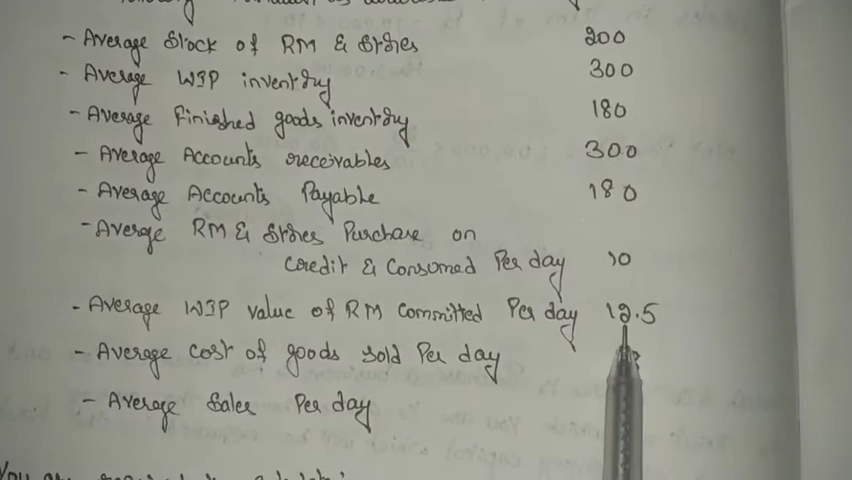 - Average Stock of RM & Stores 200
- Average WIP inventory 300
- Average Finished goods inventory 180
- Average Accounts receivables 300
- Average Accounts Payable 180
- Average RM & Stores Purchase on
Credit & Consumed Per day 10
- Average WIP value of RM Committed Per day 12.5
- Average cost of goods sold Per day
- Average Sales Per day
You are